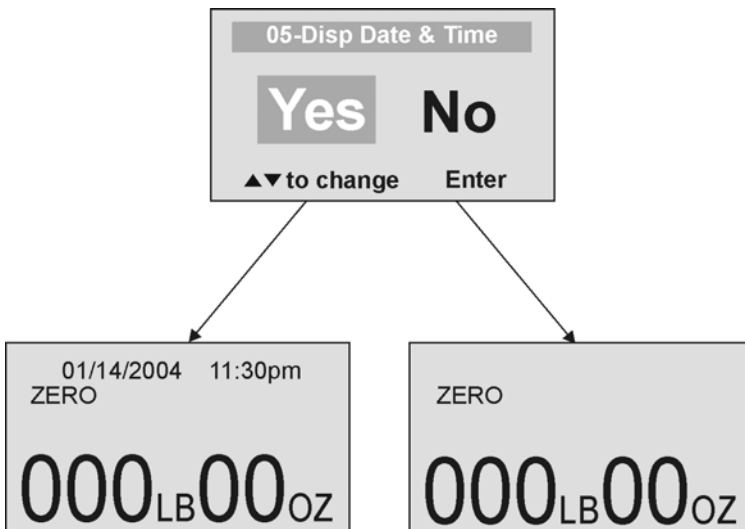 05-Disp Date & Time
Yes No
▲▼ to change Enter
01/14/2004 11:30pm
ZERO
000LB00OZ
ZERO
000LB00OZ